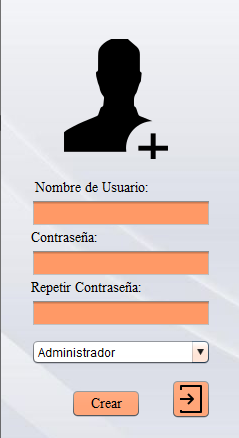 Nombre de Usuario:
Contraseña:
Repetir Contraseña:
Administrador
Crear